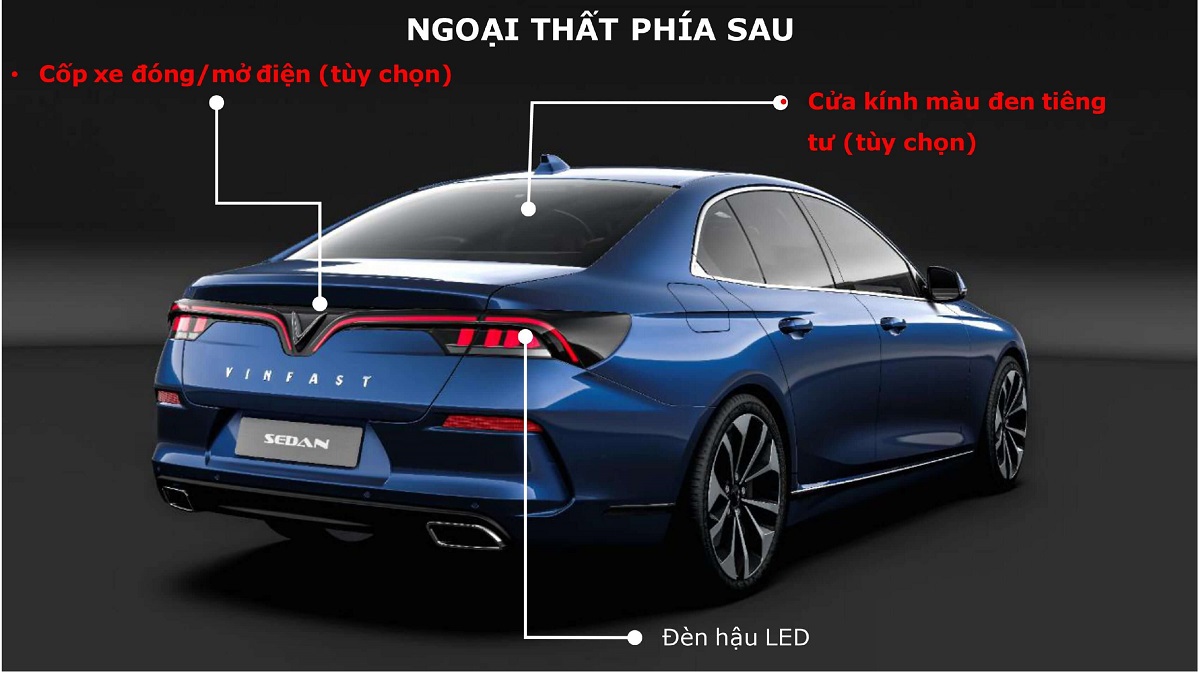 NGOẠI THẤT PHÍA SAU
• Cốp xe đóng/mở điện (tùy chọn)
• Cửa kính màu đen tiêng
tư (tùy chọn)
VINFAST
SEDAN
Đèn hậu LED